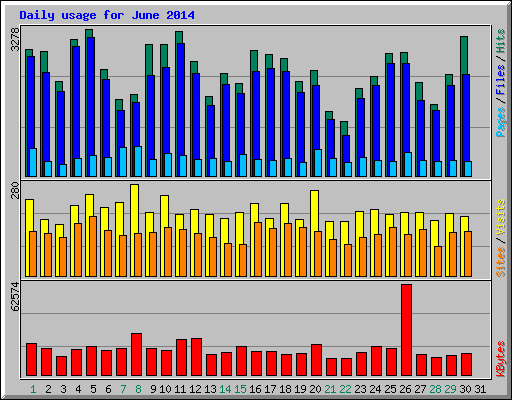 Daily usage for June 2014
3278
Pages / Files / Hits
280
Sites / Visits
62574
KBytes
1 2 3 4 5 6 7 8 9 10 11 12 13 14 15 16 17 18 19 20 21 22 23 24 25 26 27 28 29 30 31